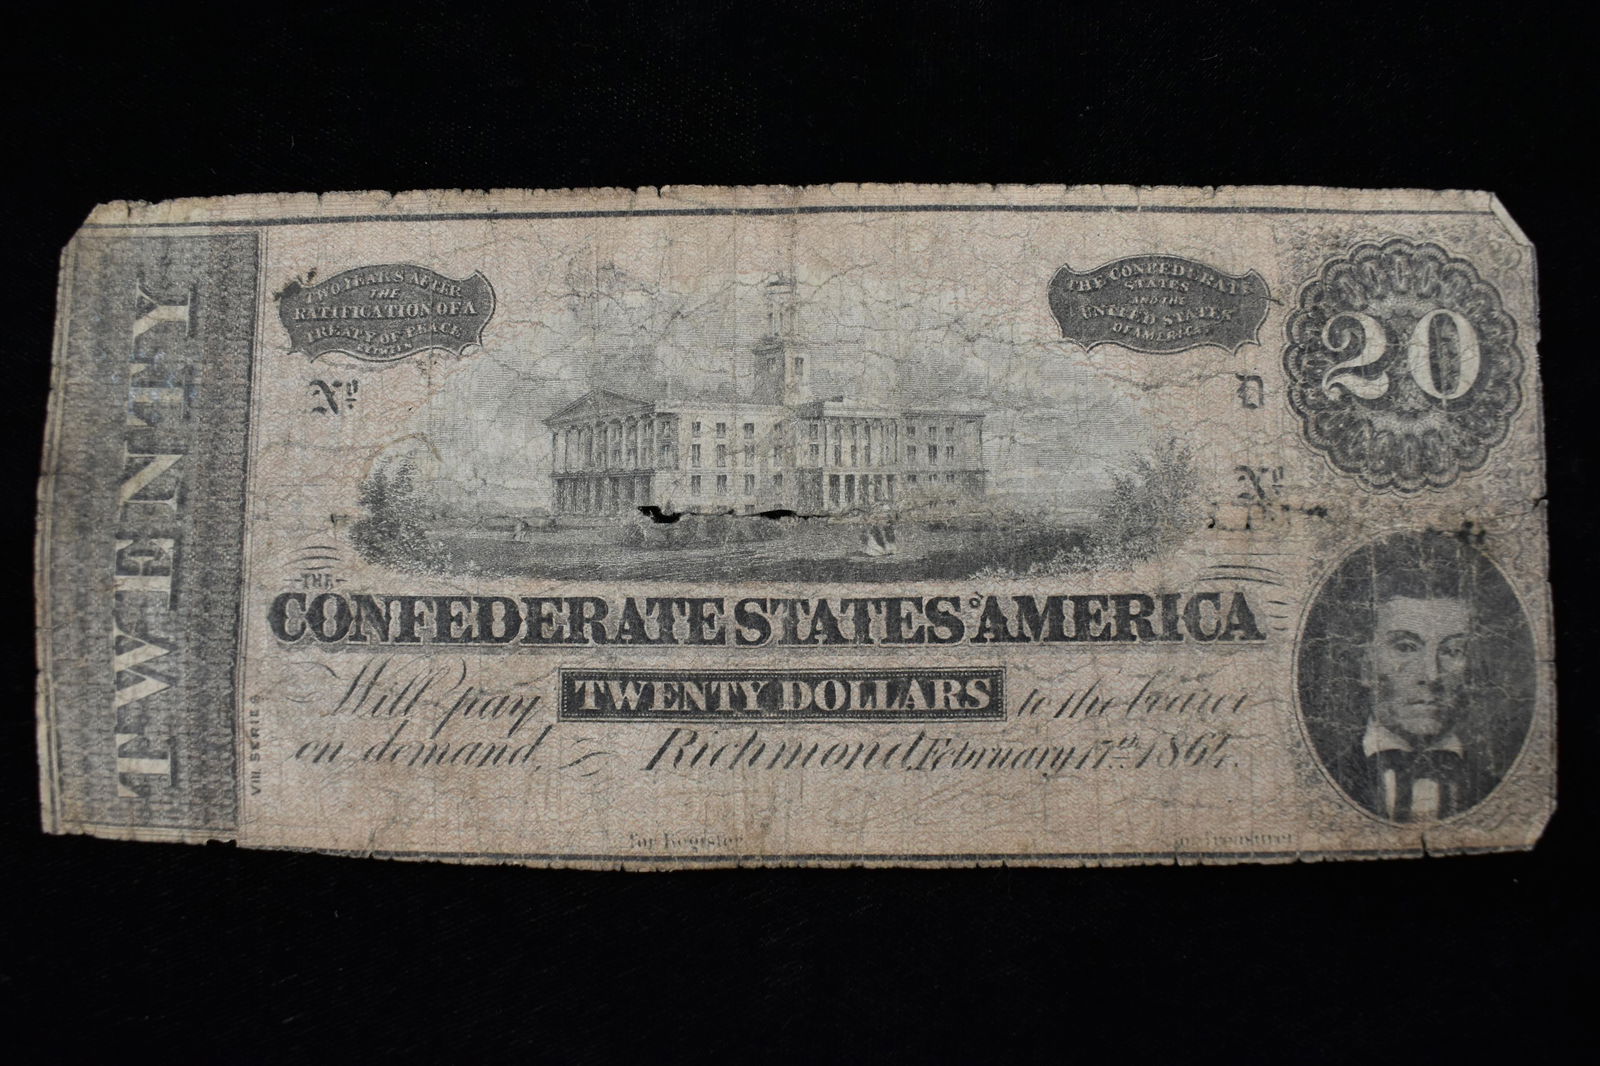 TWENTY
TWO YEARS AFTER
THE
RATIFICATION OF A
TREATY OF PEACE
BETWEEN
THE CONFEDERATE
STATES
AND THE
UNITED STATES
OF AMERICA
20
No.
D
No.
THE
CONFEDERATE STATES OF AMERICA
Will pay TWENTY DOLLARS to the bearer
on demand, Richmond, February 17th 1864.
VIII SERIES
for Register
for Treasurer